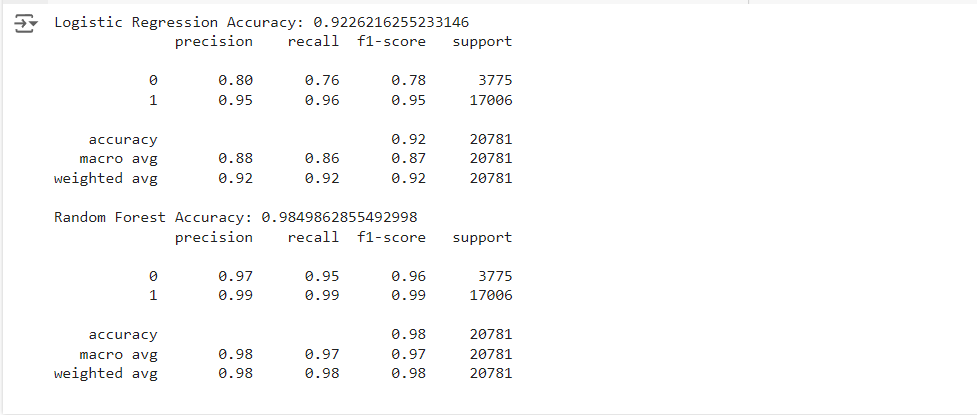 Logistic Regression Accuracy: 0.9226216255233146
precision recall f1-score support
0 0.80 0.76 0.78 3775
1 0.95 0.96 0.95 17006
accuracy 0.92 20781
macro avg 0.88 0.86 0.87 20781
weighted avg 0.92 0.92 0.92 20781
Random Forest Accuracy: 0.9849862855492998
precision recall f1-score support
0 0.97 0.95 0.96 3775
1 0.99 0.99 0.99 17006
accuracy 0.98 20781
macro avg 0.98 0.97 0.97 20781
weighted avg 0.98 0.98 0.98 20781